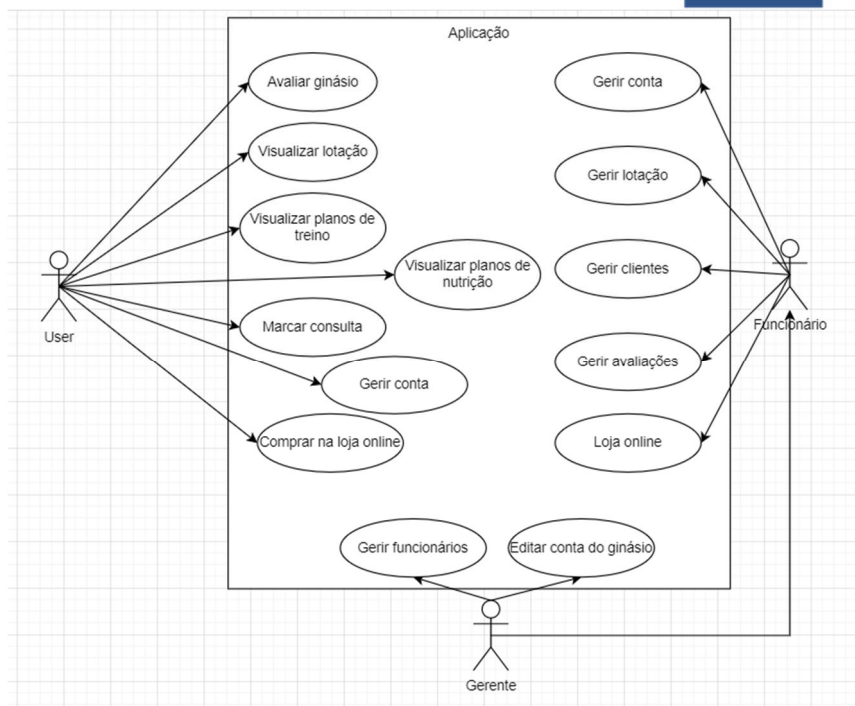 Aplicação
Avaliar ginásio
Gerir conta
Visualizar lotação
Gerir lotação
Visualizar planos de
treino
Visualizar planos de
nutrição
Gerir clientes
User
Funcionário
Marcar consulta
Gerir avaliações
Gerir conta
Comprar na loja online
Loja online
Gerir funcionários
Editar conta do ginásio
Gerente